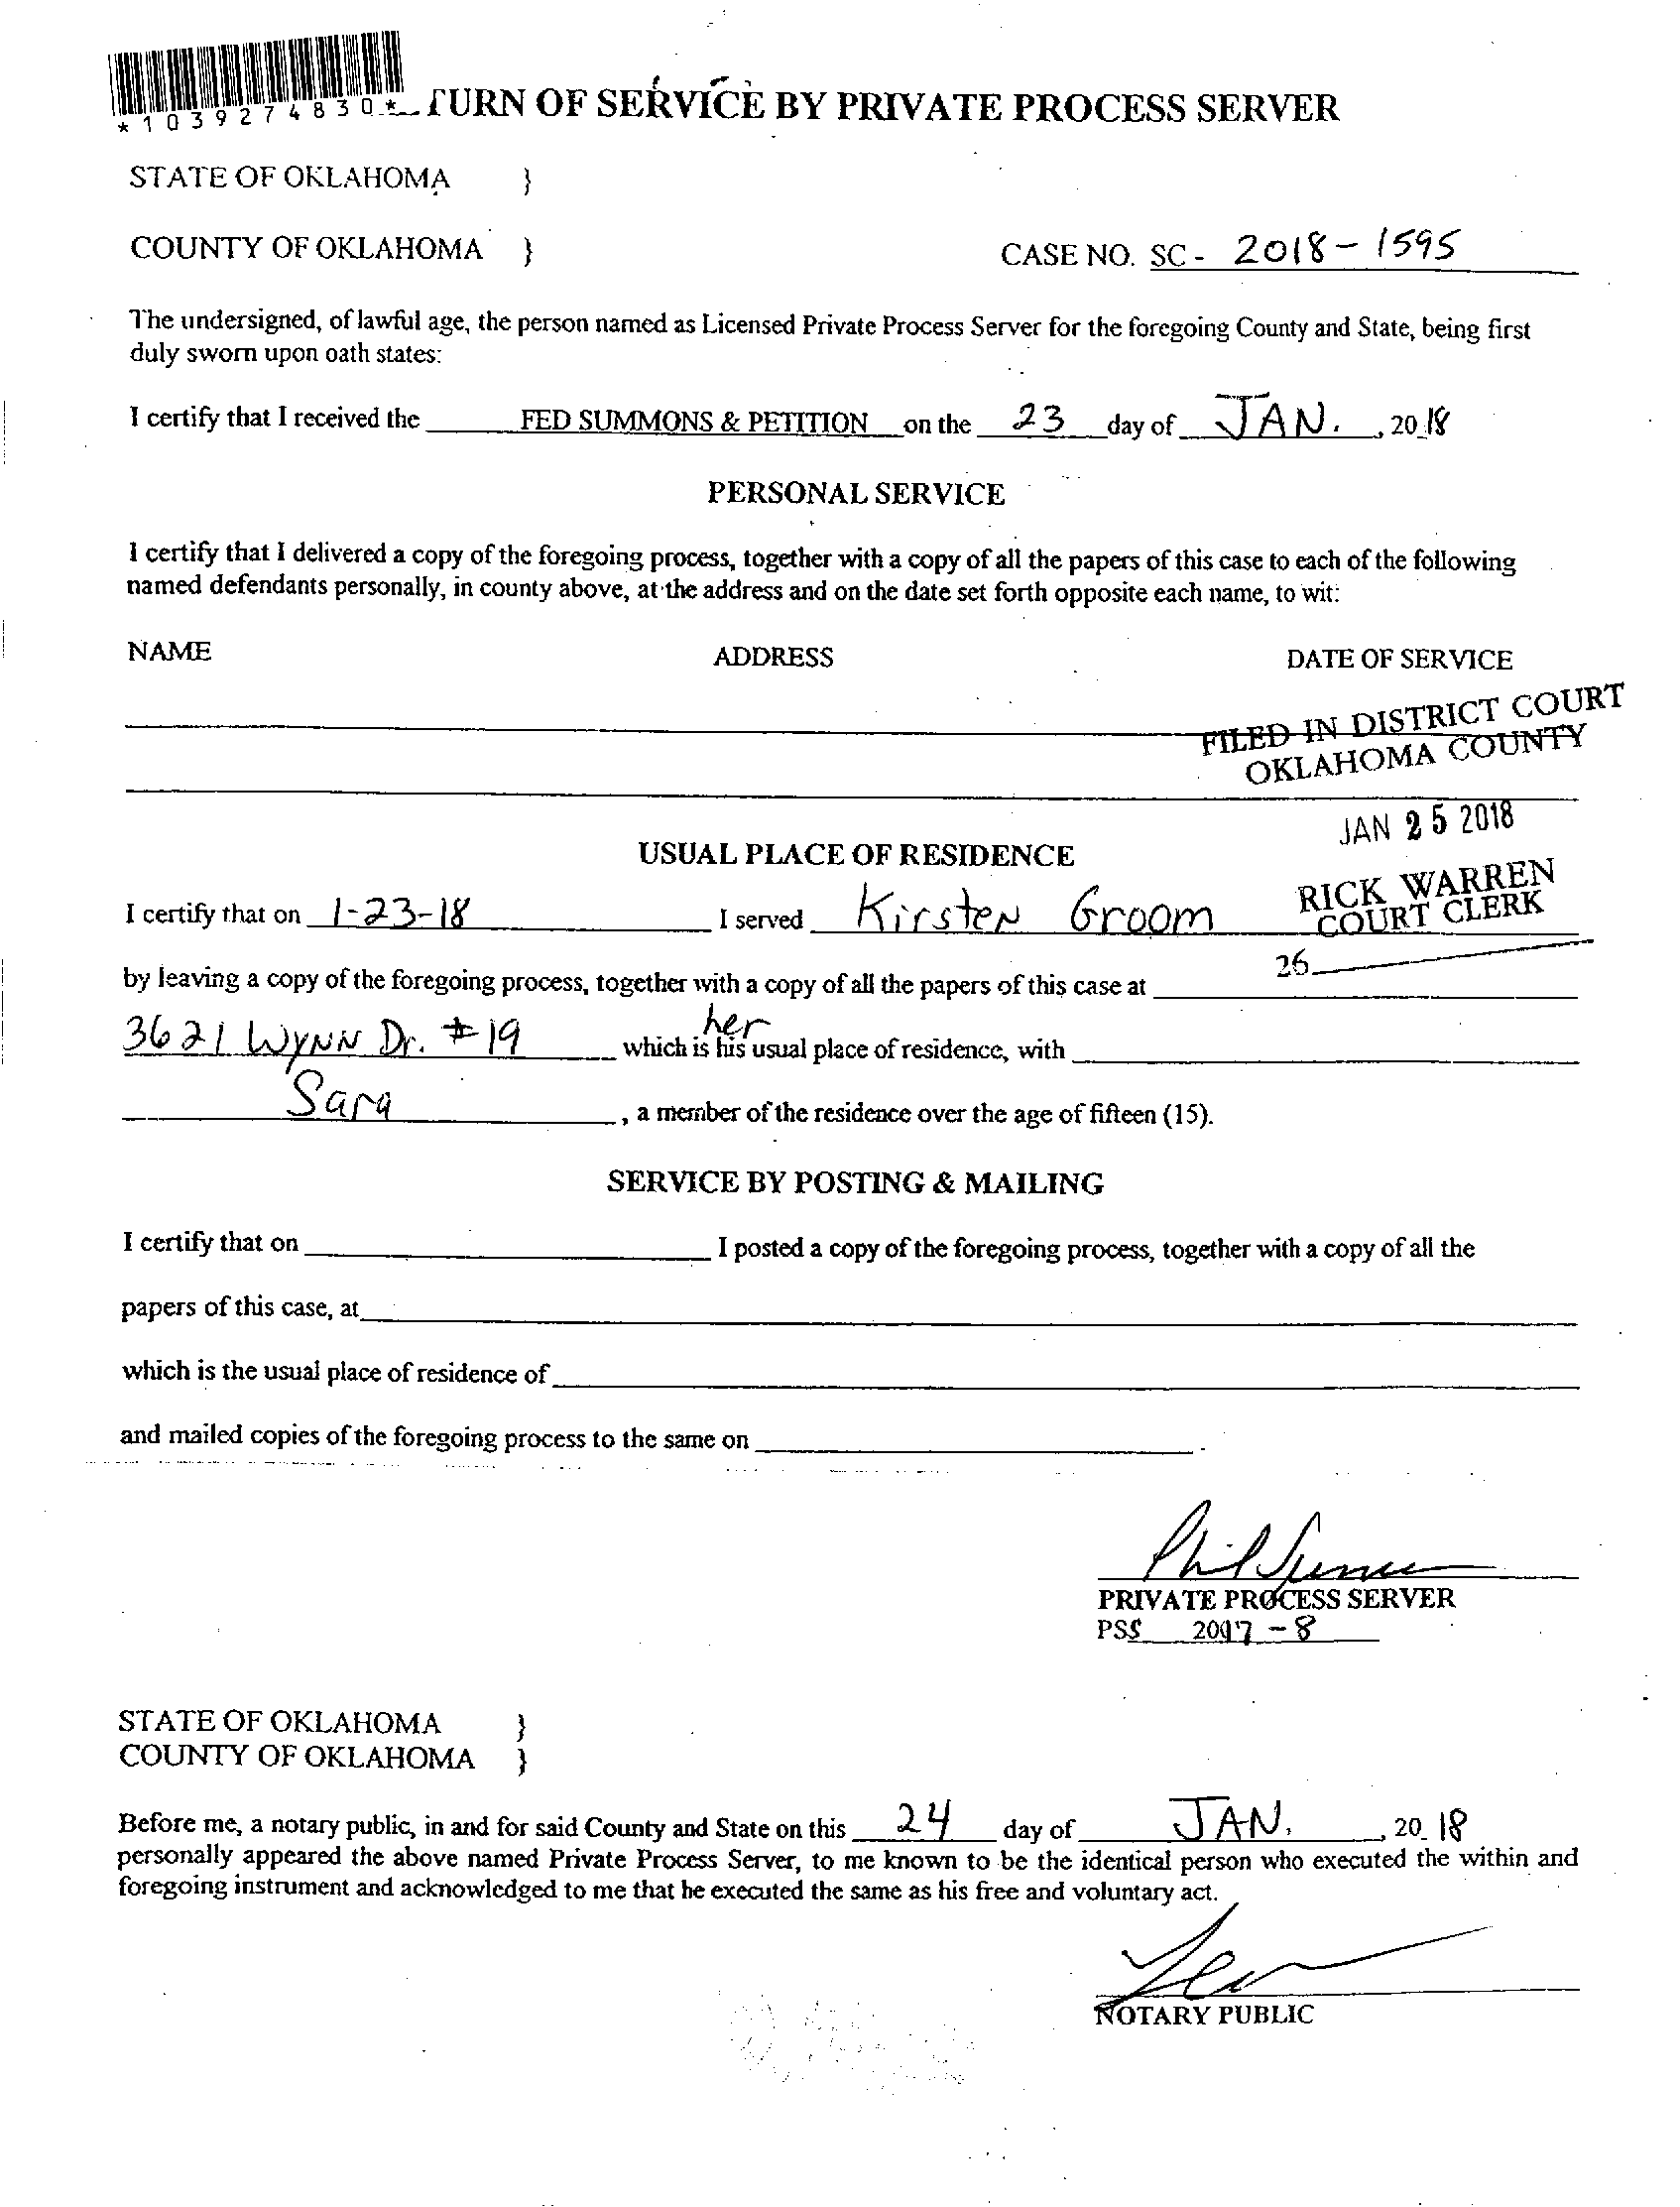 *1039274830*
TURN OF SERVICE BY PRIVATE PROCESS SERVER
STATE OF OKLAHOMA }
COUNTY OF OKLAHOMA } CASE NO. SC - 2018-1595
The undersigned, of lawful age, the person named as Licensed Private Process Server for the foregoing County and State, being first
duly sworn upon oath states:
I certify that I received the FED SUMMONS & PETITION on the 23 day of JAN. , 20 18
PERSONAL SERVICE
I certify that I delivered a copy of the foregoing process, together with a copy of all the papers of this case to each of the following
named defendants personally, in county above, at the address and on the date set forth opposite each name, to wit:
NAME ADDRESS DATE OF SERVICE
FILED IN DISTRICT COURT
OKLAHOMA COUNTY
JAN 25 2018
USUAL PLACE OF RESIDENCE
RICK WARREN
COURT CLERK
I certify that on 1-23-18 I served Kirsten Groom
26
by leaving a copy of the foregoing process, together with a copy of all the papers of this case at
her
3621 Wynn Dr. #19 which is his usual place of residence, with
Sara , a member of the residence over the age of fifteen (15).
SERVICE BY POSTING & MAILING
I certify that on I posted a copy of the foregoing process, together with a copy of all the
papers of this case, at
which is the usual place of residence of
and mailed copies of the foregoing process to the same on .
Phil
PRIVATE PROCESS SERVER
PSS 2017-8
STATE OF OKLAHOMA }
COUNTY OF OKLAHOMA }
Before me, a notary public, in and for said County and State on this 24 day of JAN. , 20 18
personally appeared the above named Private Process Server, to me known to be the identical person who executed the within and
foregoing instrument and acknowledged to me that he executed the same as his free and voluntary act.
NOTARY PUBLIC